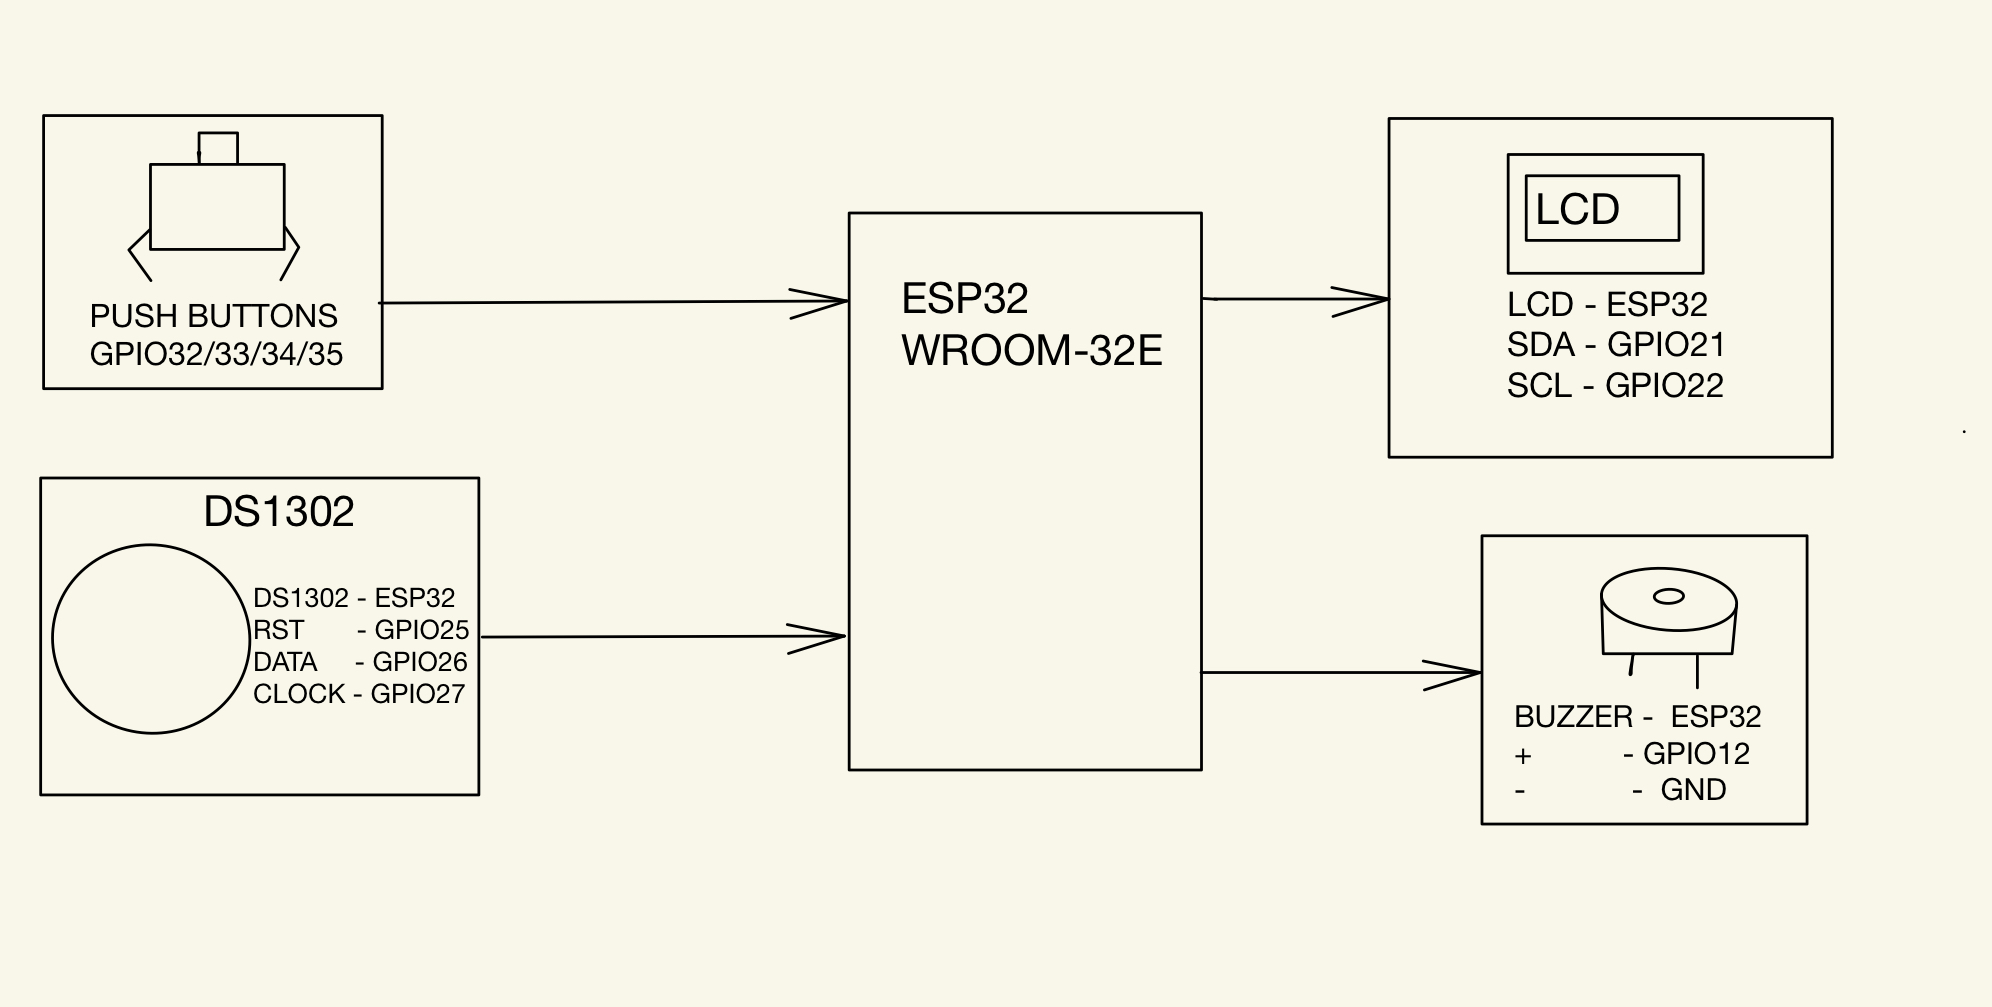 PUSH BUTTONS
GPIO32/33/34/35
DS1302
DS1302 - ESP32
RST - GPIO25
DATA - GPIO26
CLOCK - GPIO27
ESP32
WROOM-32E
LCD
LCD - ESP32
SDA - GPIO21
SCL - GPIO22
BUZZER - ESP32
+ - GPIO12
- - GND